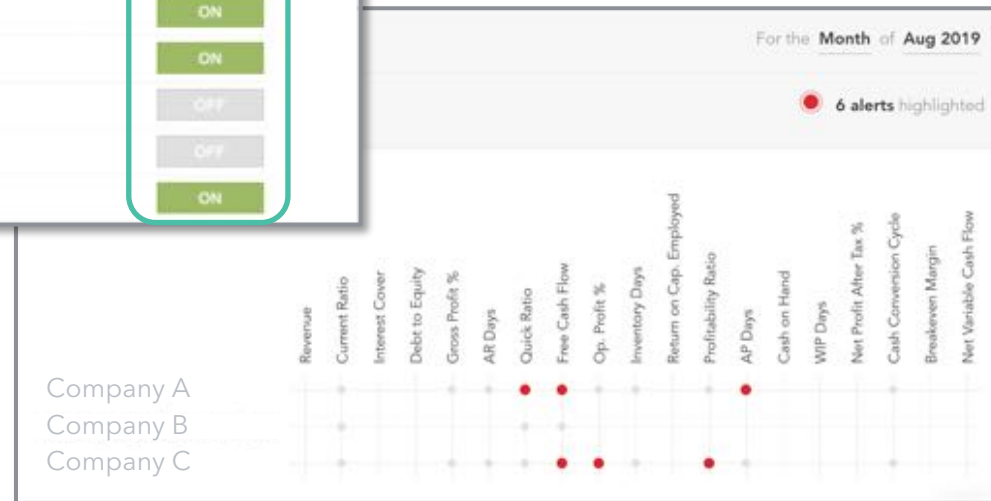 ON
ON
OFF
OFF
ON
For the Month of Aug 2019
6 alerts highlighted
Revenue
Current Ratio
Interest Cover
Debt to Equity
Gross Profit %
AR Days
Quick Ratio
Free Cash Flow
Op. Profit %
Inventory Days
Return on Cap. Employed
Profitability Ratio
AP Days
Cash on Hand
WIP Days
Net Profit After Tax %
Cash Conversion Cycle
Breakeven Margin
Net Variable Cash Flow
Company A
Company B
Company C